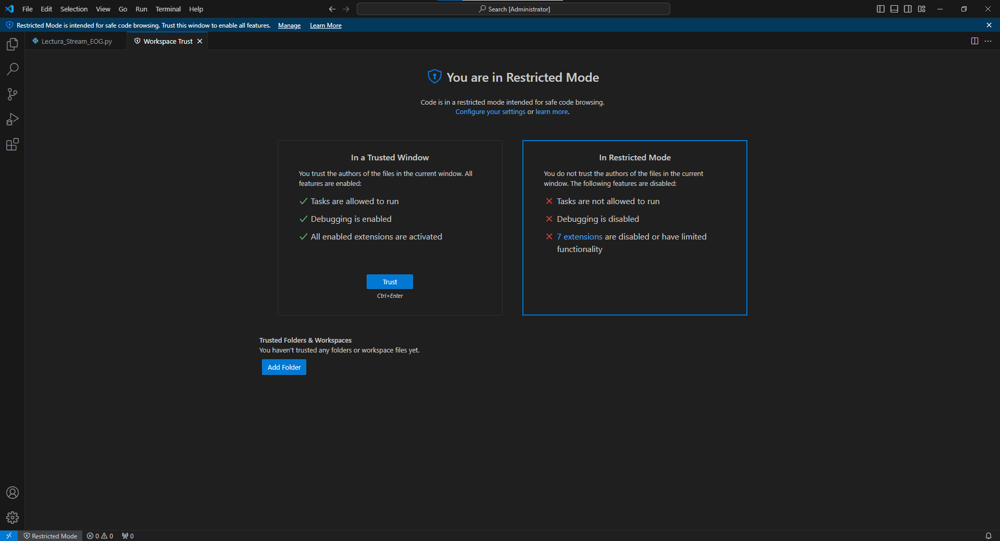 File Edit Selection View Go Run Terminal Help
Search [Administrator]
Restricted Mode is intended for safe code browsing. Trust this window to enable all features. Manage Learn More
Lectura_Stream_EOG.py
Workspace Trust
You are in Restricted Mode
Code is in a restricted mode intended for safe code browsing.
Configure your settings or learn more.
In a Trusted Window
You trust the authors of the files in the current window. All
features are enabled:
Tasks are allowed to run
Debugging is enabled
All enabled extensions are activated
Trust
Ctrl+Enter
In Restricted Mode
You do not trust the authors of the files in the current
window. The following features are disabled:
Tasks are not allowed to run
Debugging is disabled
7 extensions are disabled or have limited
functionality
Trusted Folders & Workspaces
You haven't trusted any folders or workspace files yet.
Add Folder
Restricted Mode 0 0 0